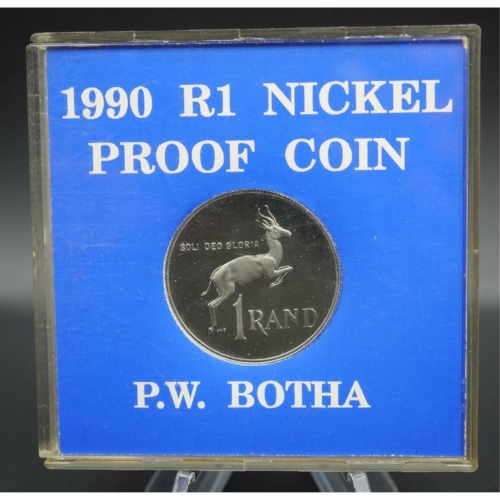 1990 R1 NICKEL
PROOF COIN
SOLI DEO GLORIA
1 RAND
P.W. BOTHA